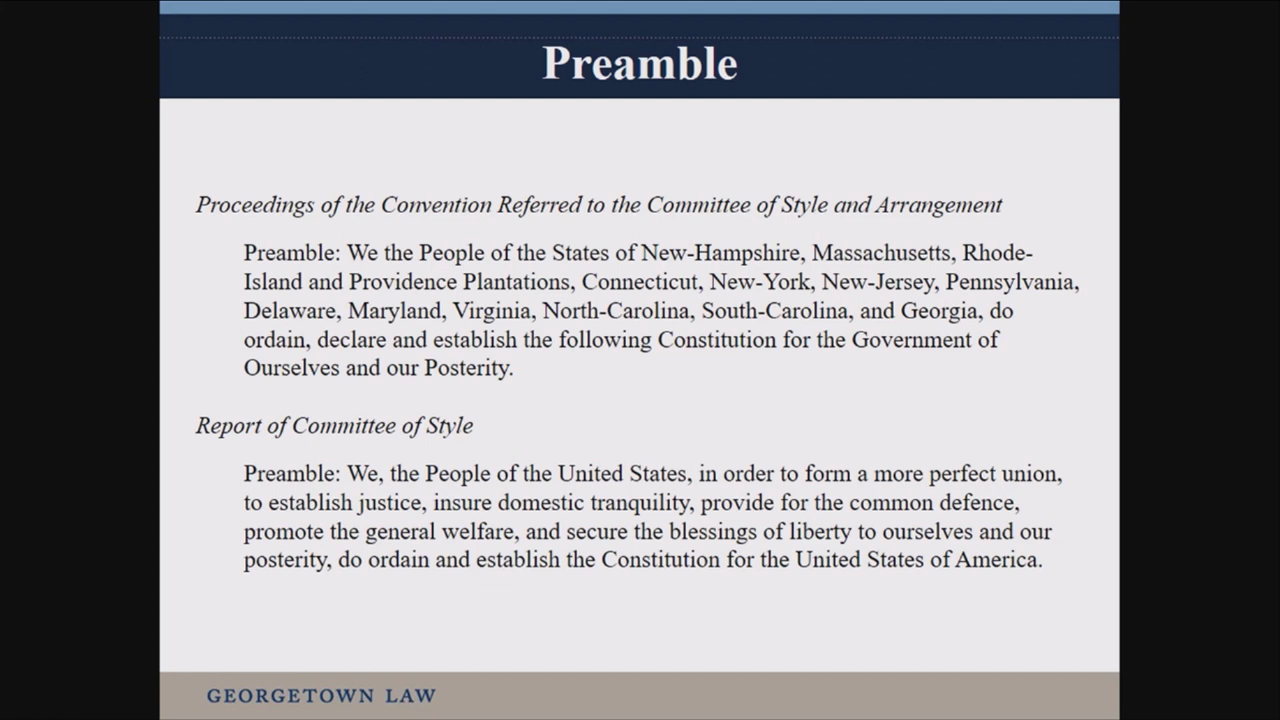 Preamble
Proceedings of the Convention Referred to the Committee of Style and Arrangement
Preamble: We the People of the States of New-Hampshire, Massachusetts, Rhode-
Island and Providence Plantations, Connecticut, New-York, New-Jersey, Pennsylvania,
Delaware, Maryland, Virginia, North-Carolina, South-Carolina, and Georgia, do
ordain, declare and establish the following Constitution for the Government of
Ourselves and our Posterity.
Report of Committee of Style
Preamble: We, the People of the United States, in order to form a more perfect union,
to establish justice, insure domestic tranquility, provide for the common defence,
promote the general welfare, and secure the blessings of liberty to ourselves and our
posterity, do ordain and establish the Constitution for the United States of America.
GEORGETOWN LAW